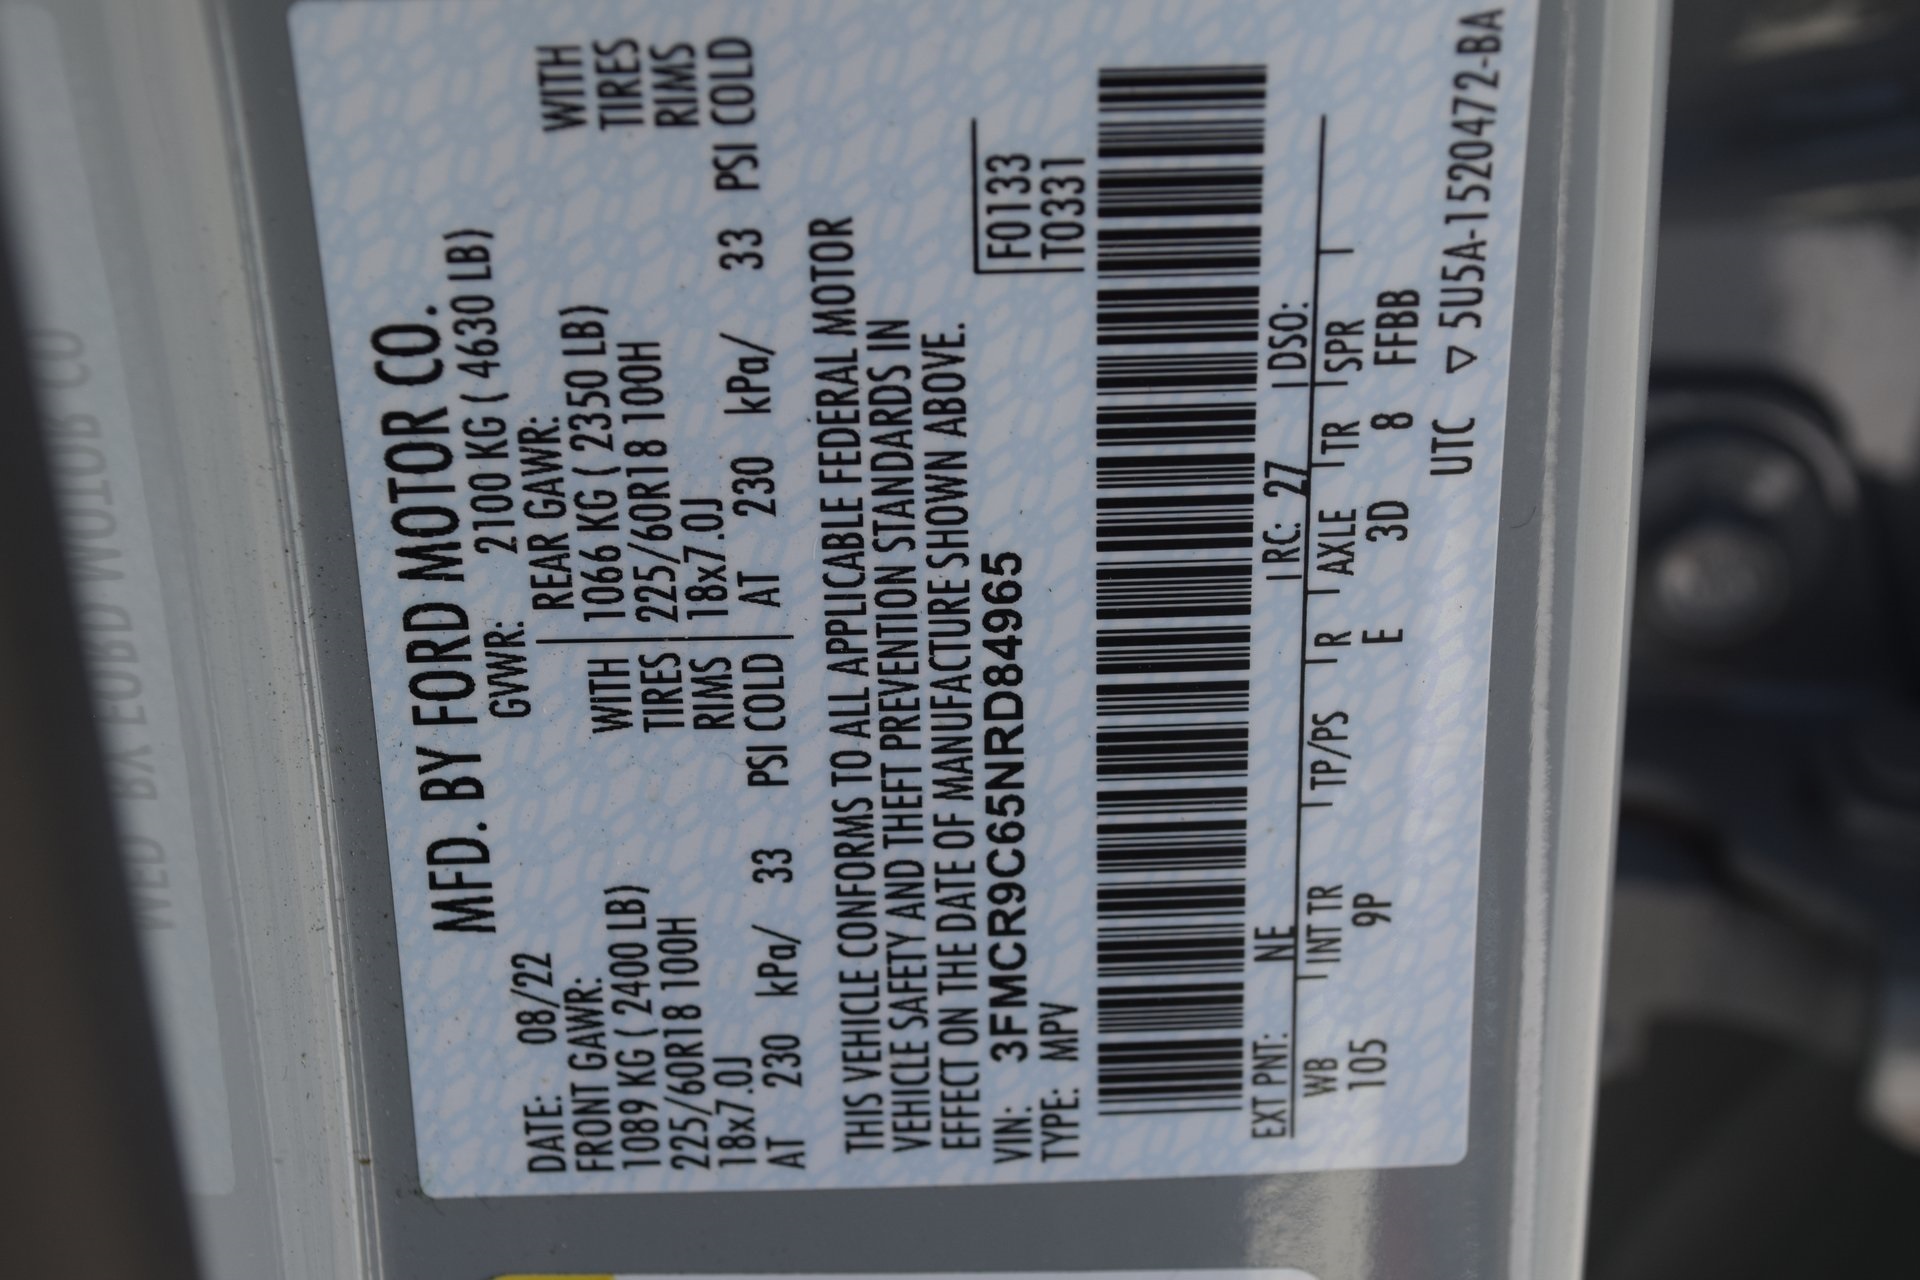 MFD. BY FORD MOTOR CO.
DATE: 08/22 GVWR: 2100 KG ( 4630 LB)
FRONT GAWR: REAR GAWR:
1089 KG ( 2400 LB) WITH 1066 KG ( 2350 LB) WITH
225/60R18 100H TIRES 225/60R18 100H TIRES
18x7.0J RIMS 18x7.0J RIMS
AT 230 kPa/ 33 PSI COLD AT 230 kPa/ 33 PSI COLD
THIS VEHICLE CONFORMS TO ALL APPLICABLE FEDERAL MOTOR
VEHICLE SAFETY AND THEFT PREVENTION STANDARDS IN
EFFECT ON THE DATE OF MANUFACTURE SHOWN ABOVE.
VIN: 3FMCR9C65NRD84965 F0133
TYPE: MPV T0331
EXT PNT: NE RC: 27 DSO:
WB INT TR TP/PS R AXLE TR SPR
105 9P E 3D 8 FFBB
UTC ▽ 5U5A-1520472-BA
MFD. BY FORD MOTOR CO